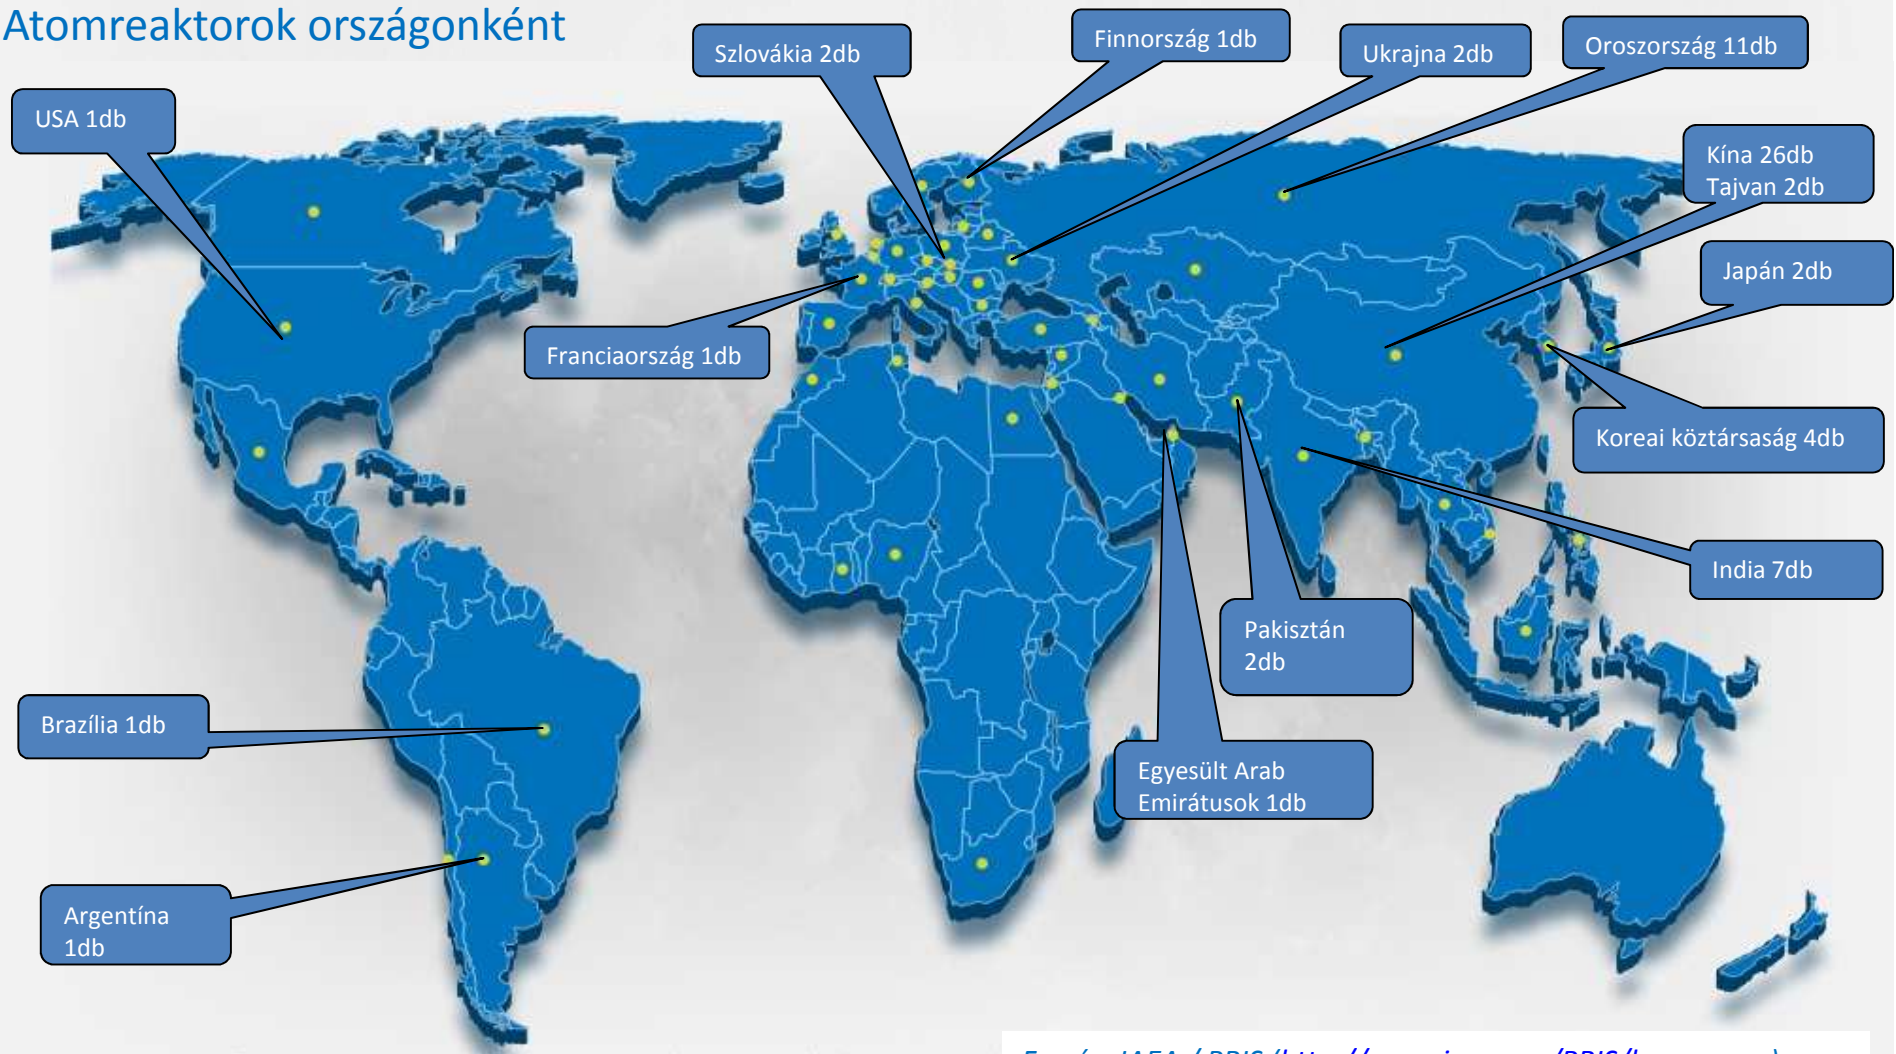 Atomreaktorok országonként
Szlovákia 2db
Finnország 1db
Ukrajna 2db
Oroszország 11db
USA 1db
Kína 26db
Tajvan 2db
Japán 2db
Franciaország 1db
Koreai köztársaság 4db
India 7db
Pakisztán
2db
Brazília 1db
Egyesült Arab
Emirátusok 1db
Argentína
1db